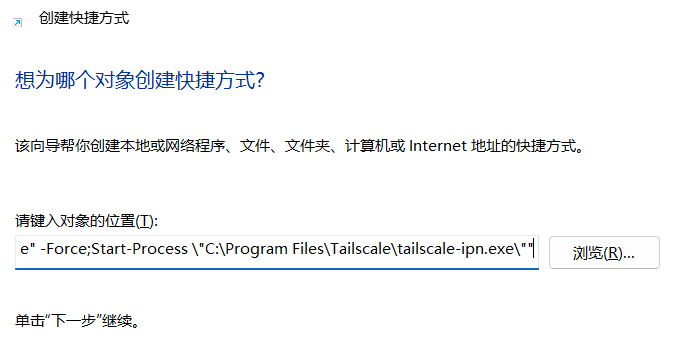 创建快捷方式
想为哪个对象创建快捷方式?
该向导帮你创建本地或网络程序、文件、文件夹、计算机或 Internet 地址的快捷方式。
请键入对象的位置(T):
e" -Force;Start-Process \"C:\Program Files\Tailscale\tailscale-ipn.exe\""
浏览(R)...
单击“下一步”继续。